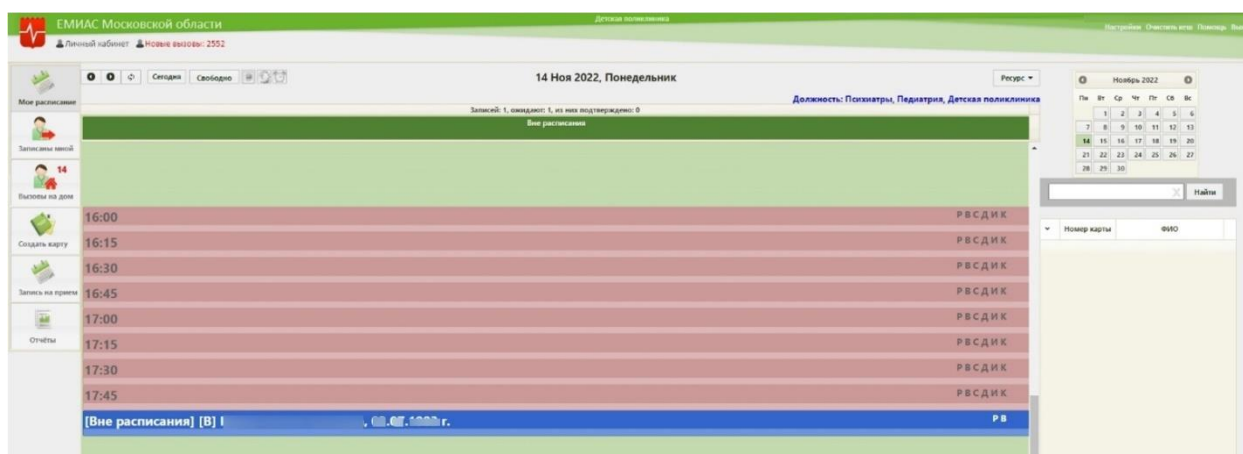 ЕМИАС Московской области
Детская поликлиника
Настройки Очистить кеш Помощь
Личный кабинет Новые вызовы: 2552
Мое расписание
Записаны мной
14
Вызовы на дом
Создать карту
Запись на прием
Отчёты
Сегодня Свободно
14 Ноя 2022, Понедельник
Ресурс
Должность: Психиатры, Педиатрия, Детская поликлиника
Записей: 1, ожидают: 1, из них подтверждено: 0
Вне расписания
16:00 Р В С Д И К
16:15 Р В С Д И К
16:30 Р В С Д И К
16:45 Р В С Д И К
17:00 Р В С Д И К
17:15 Р В С Д И К
17:30 Р В С Д И К
17:45 Р В С Д И К
[Вне расписания] [В] г. Р В
Ноябрь 2022
Пн Вт Ср Чт Пт Сб Вс
1 2 3 4 5 6
7 8 9 10 11 12 13
14 15 16 17 18 19 20
21 22 23 24 25 26 27
28 29 30
X Найти
Номер карты ФИО